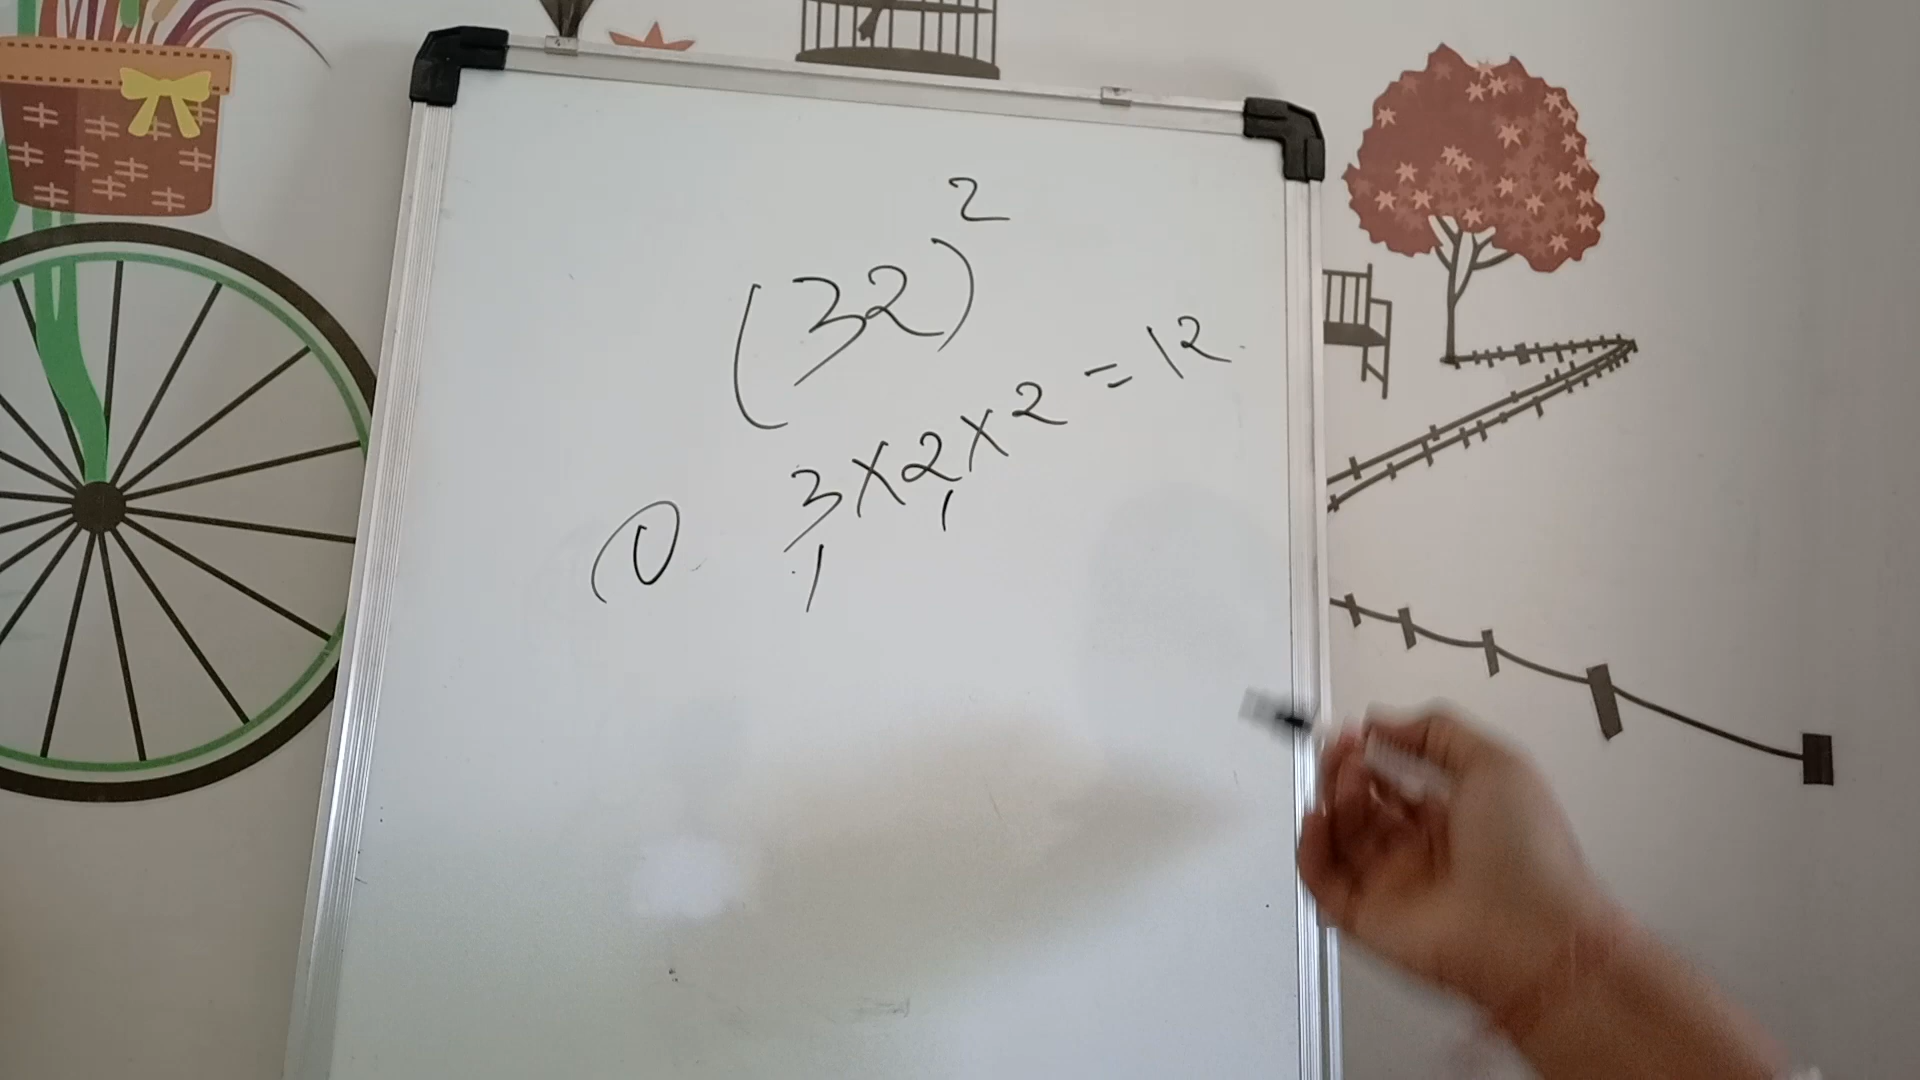 (32)²
① 3×2×2 = 12
1 1